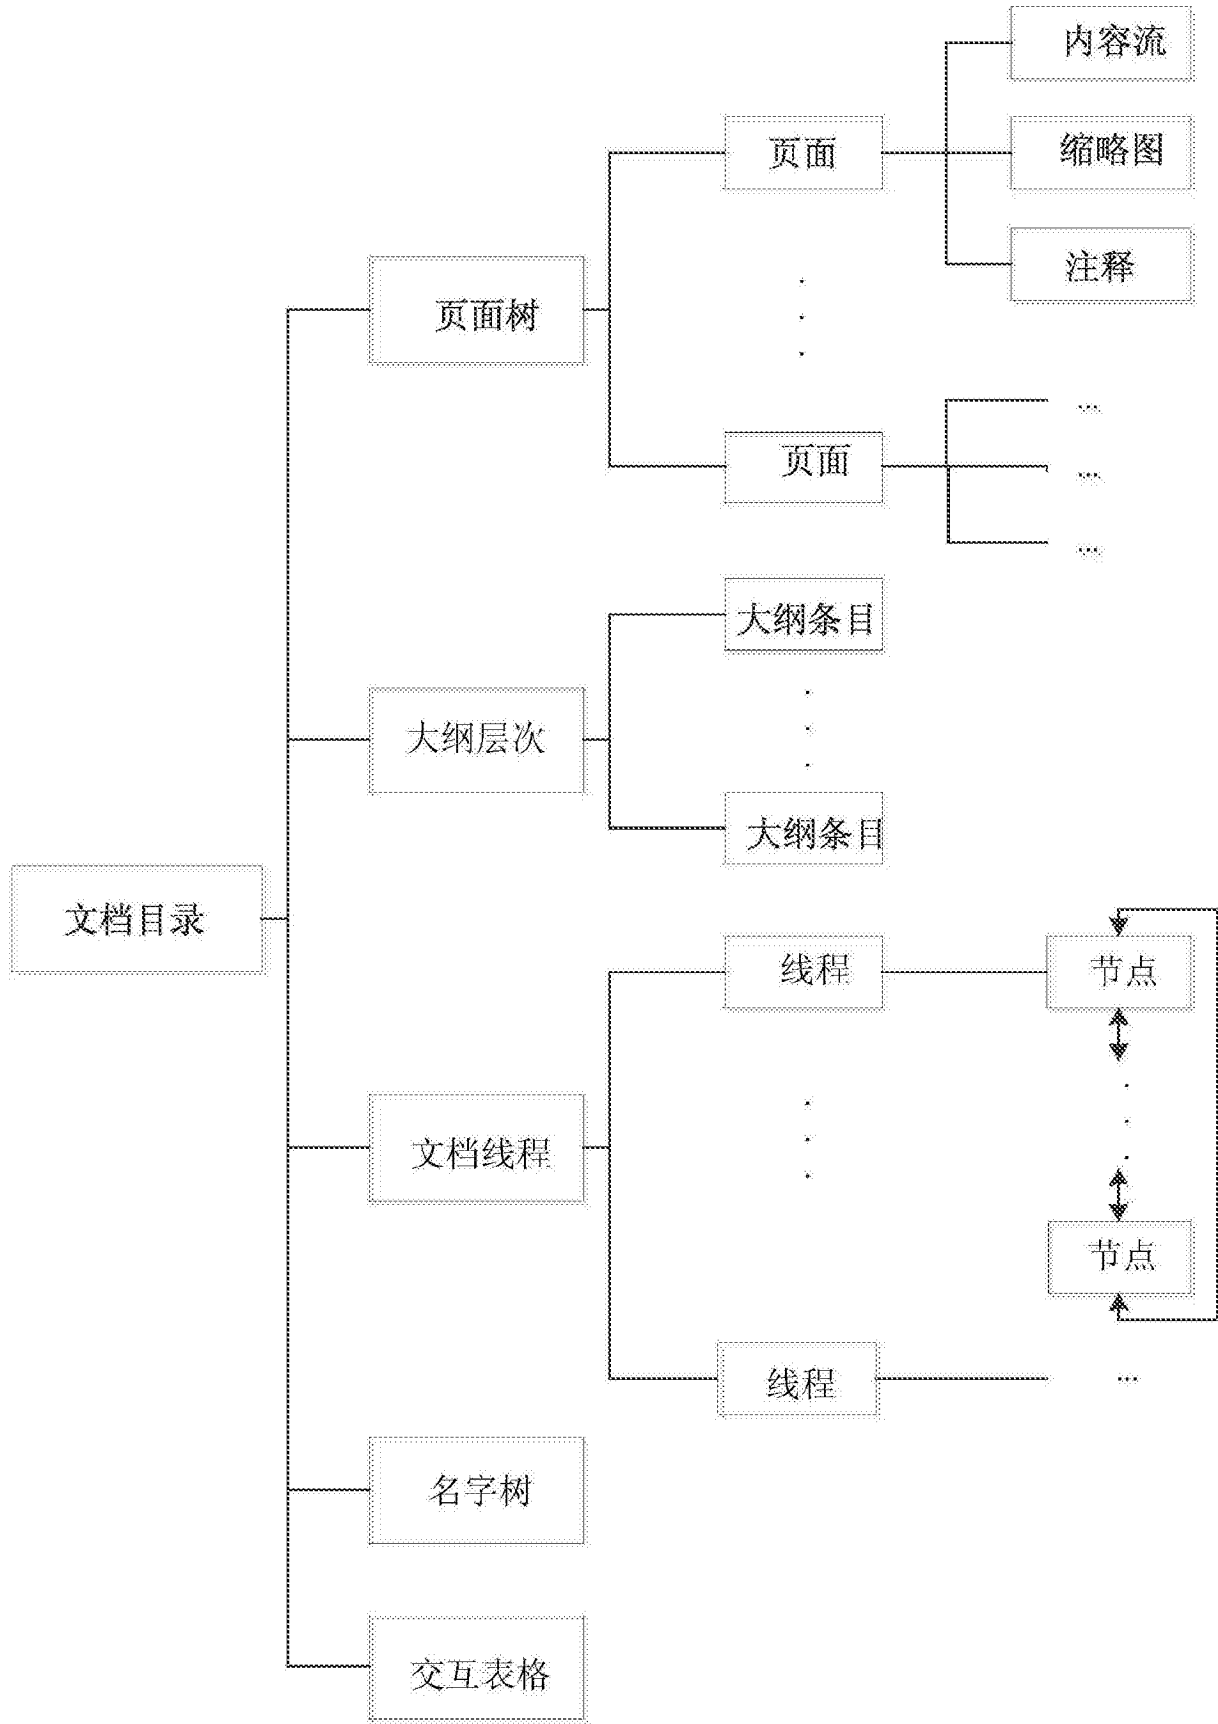 内容流
页面
缩略图
注释
页面树
...
页面
...
...
大纲条目
大纲层次
大纲条目
文档目录
线程
节点
文档线程
节点
线程
...
名字树
交互表格